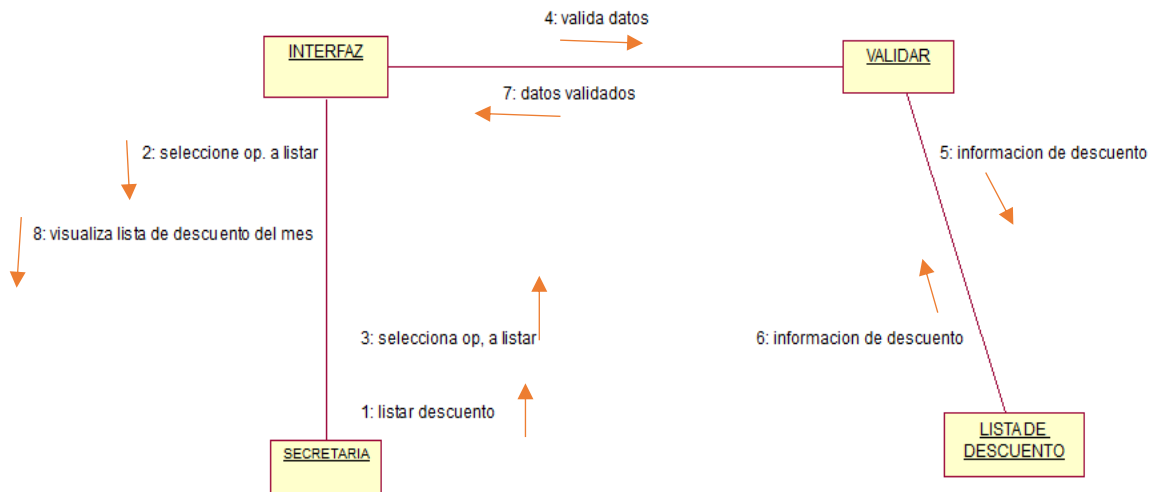 4: valida datos
INTERFAZ
VALIDAR
7: datos validados
2: seleccione op. a listar
5: informacion de descuento
8: visualiza lista de descuento del mes
3: selecciona op, a listar
6: informacion de descuento
1: listar descuento
SECRETARIA
LISTA DE
DESCUENTO